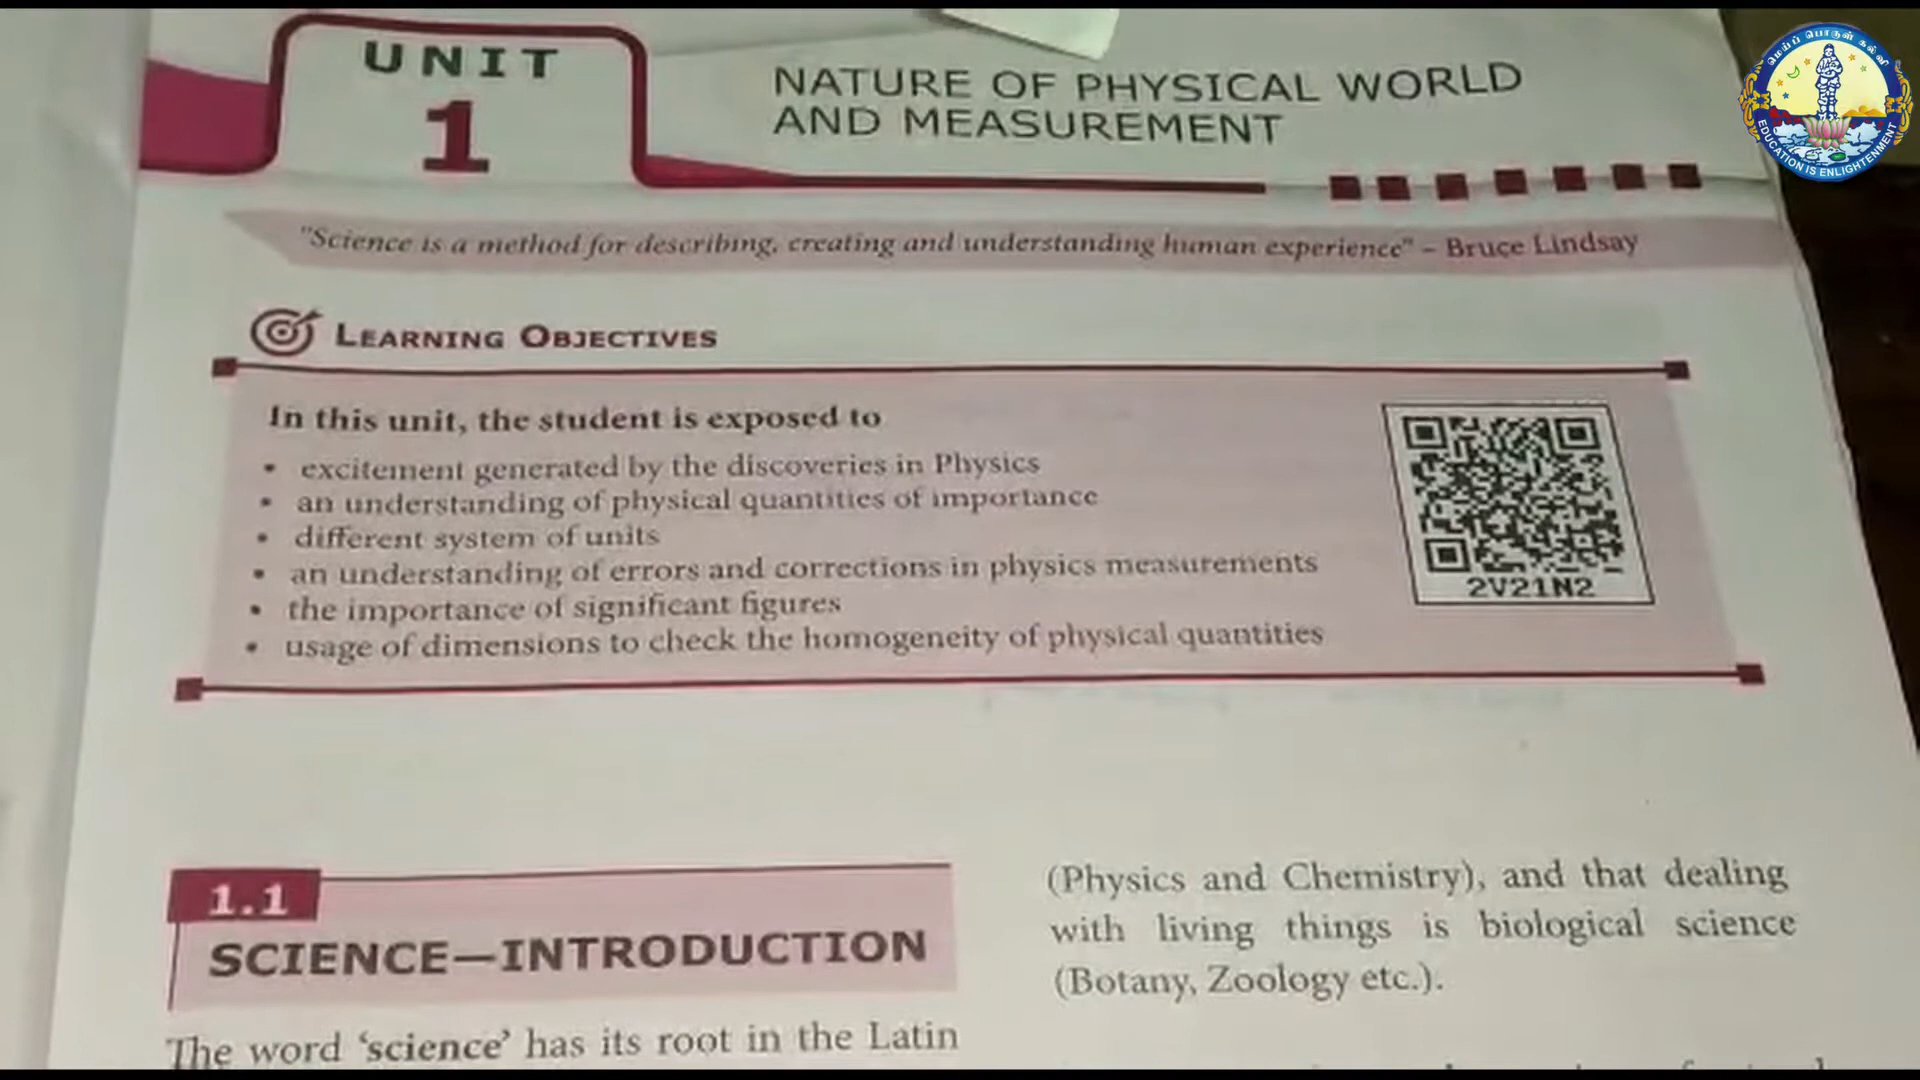 UNIT
1
NATURE OF PHYSICAL WORLD
AND MEASUREMENT
"Science is a method for describing, creating and understanding human experience" – Bruce Lindsay
LEARNING OBJECTIVES
In this unit, the student is exposed to
• excitement generated by the discoveries in Physics
• an understanding of physical quantities of importance
• different system of units
• an understanding of errors and corrections in physics measurements
• the importance of significant figures
• usage of dimensions to check the homogeneity of physical quantities
2V21N2
1.1
SCIENCE—INTRODUCTION
The word ‘science’ has its root in the Latin
(Physics and Chemistry), and that dealing
with living things is biological science
(Botany, Zoology etc.).
மெய்ப் பொருள் கல்வி
EDUCATION IS ENLIGHTENMENT